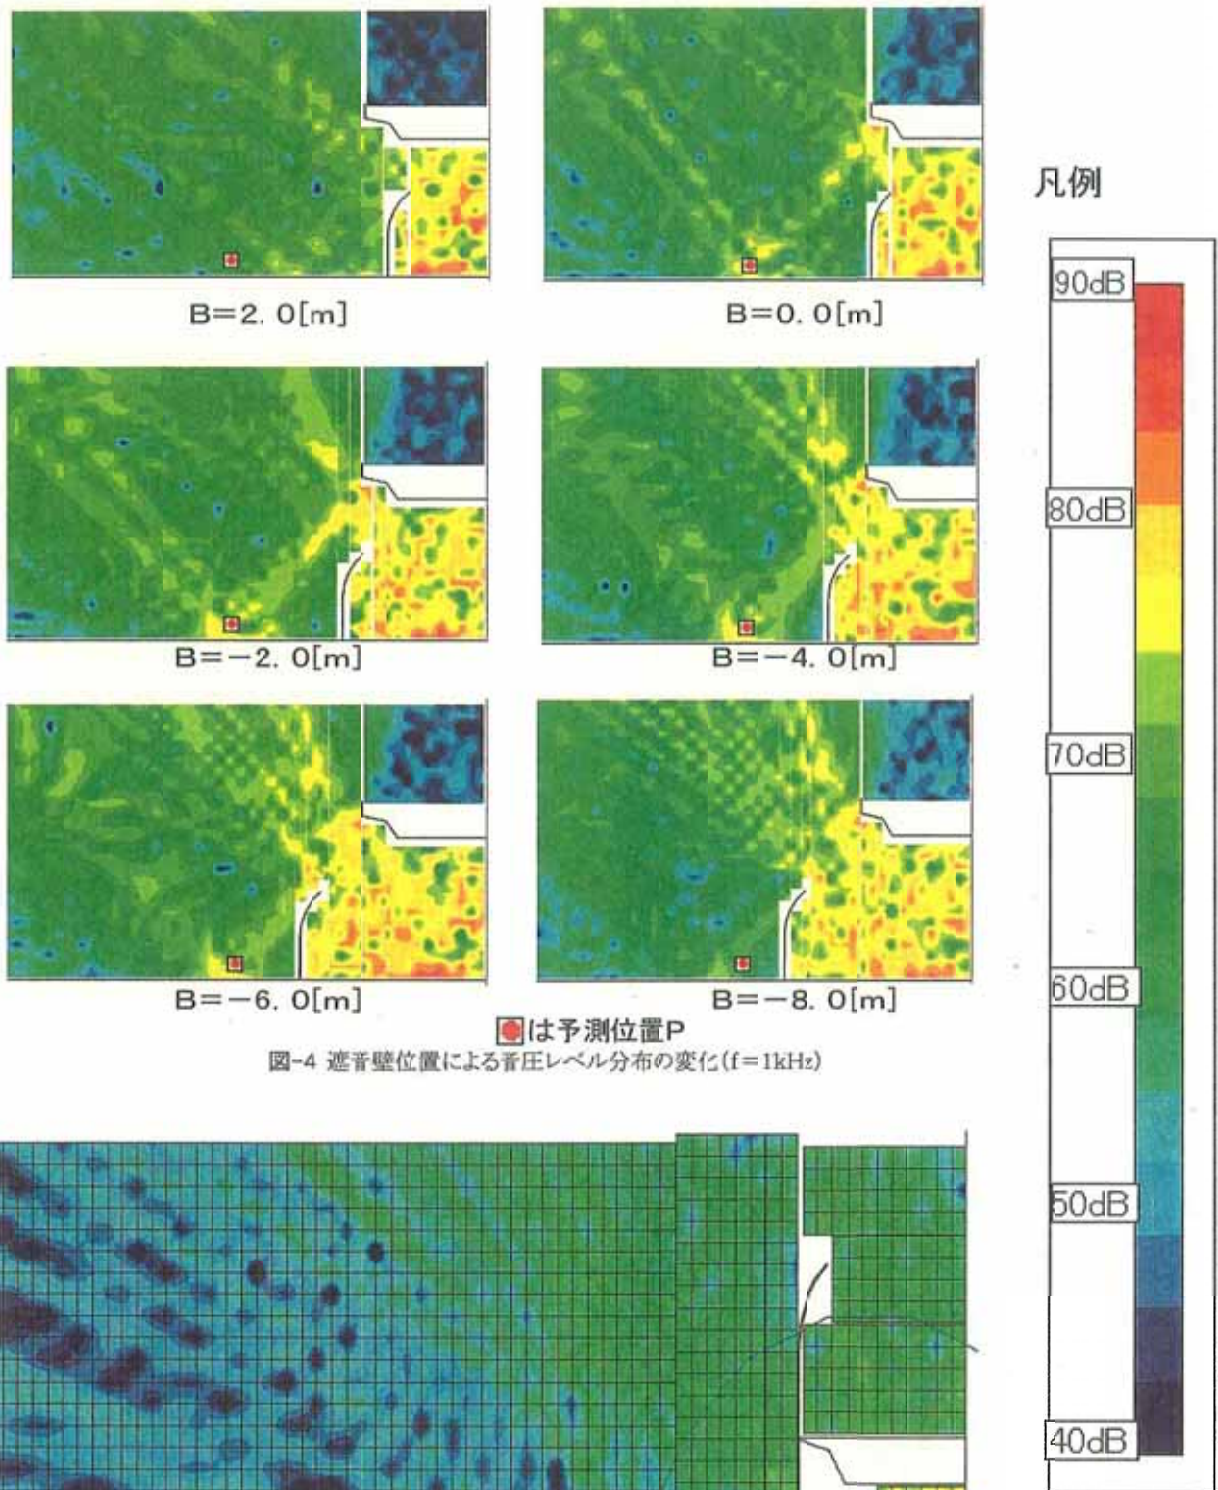 B=2. 0[m]
B=0. 0[m]
B=−2. 0[m]
B=−4. 0[m]
B=−6. 0[m]
B=−8. 0[m]
は予測位置P
図-4 遮音壁位置による音圧レベル分布の変化(f=1kHz)
凡例
90dB
80dB
70dB
60dB
50dB
40dB